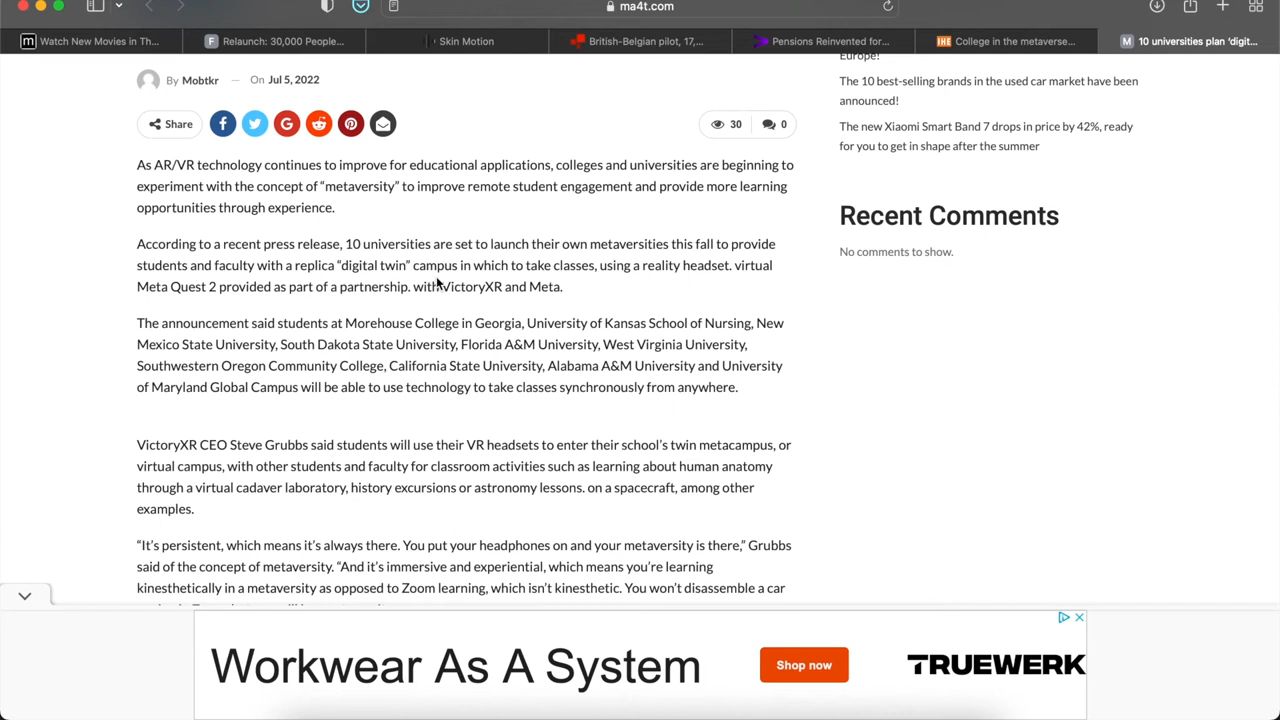 ma4t.com
Watch New Movies in Th...
Relaunch: 30,000 People...
Skin Motion
British-Belgian pilot, 17,...
Pensions Reinvented for...
College in the metaverse...
10 universities plan ‘digit...
By Mobtkr — On Jul 5, 2022
Share
30
0
As AR/VR technology continues to improve for educational applications, colleges and universities are beginning to
experiment with the concept of “metaversity” to improve remote student engagement and provide more learning
opportunities through experience.
According to a recent press release, 10 universities are set to launch their own metaversities this fall to provide
students and faculty with a replica “digital twin” campus in which to take classes, using a reality headset. virtual
Meta Quest 2 provided as part of a partnership. with VictoryXR and Meta.
The announcement said students at Morehouse College in Georgia, University of Kansas School of Nursing, New
Mexico State University, South Dakota State University, Florida A&M University, West Virginia University,
Southwestern Oregon Community College, California State University, Alabama A&M University and University
of Maryland Global Campus will be able to use technology to take classes synchronously from anywhere.
VictoryXR CEO Steve Grubbs said students will use their VR headsets to enter their school’s twin metacampus, or
virtual campus, with other students and faculty for classroom activities such as learning about human anatomy
through a virtual cadaver laboratory, history excursions or astronomy lessons. on a spacecraft, among other
examples.
“It’s persistent, which means it’s always there. You put your headphones on and your metaversity is there,” Grubbs
said of the concept of metaversity. “And it’s immersive and experiential, which means you’re learning
kinesthetically in a metaversity as opposed to Zoom learning, which isn’t kinesthetic. You won’t disassemble a car
Europe!
The 10 best-selling brands in the used car market have been
announced!
The new Xiaomi Smart Band 7 drops in price by 42%, ready
for you to get in shape after the summer
Recent Comments
No comments to show.
Workwear As A System
Shop now
TRUEWERK